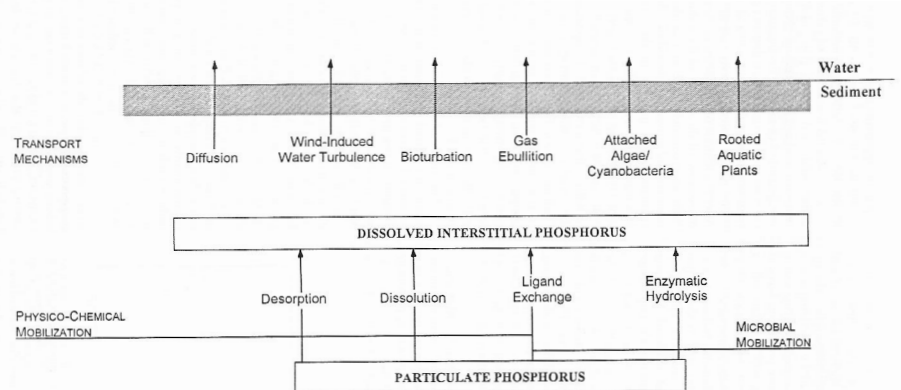 Water
Sediment
TRANSPORT
MECHANISMS
Diffusion
Wind-Induced
Water Turbulence
Bioturbation
Gas
Ebullition
Attached
Algae/
Cyanobacteria
Rooted
Aquatic
Plants
DISSOLVED INTERSTITIAL PHOSPHORUS
Desorption
Dissolution
Ligand
Exchange
Enzymatic
Hydrolysis
PHYSICO-CHEMICAL
MOBILIZATION
MICROBIAL
MOBILIZATION
PARTICULATE PHOSPHORUS